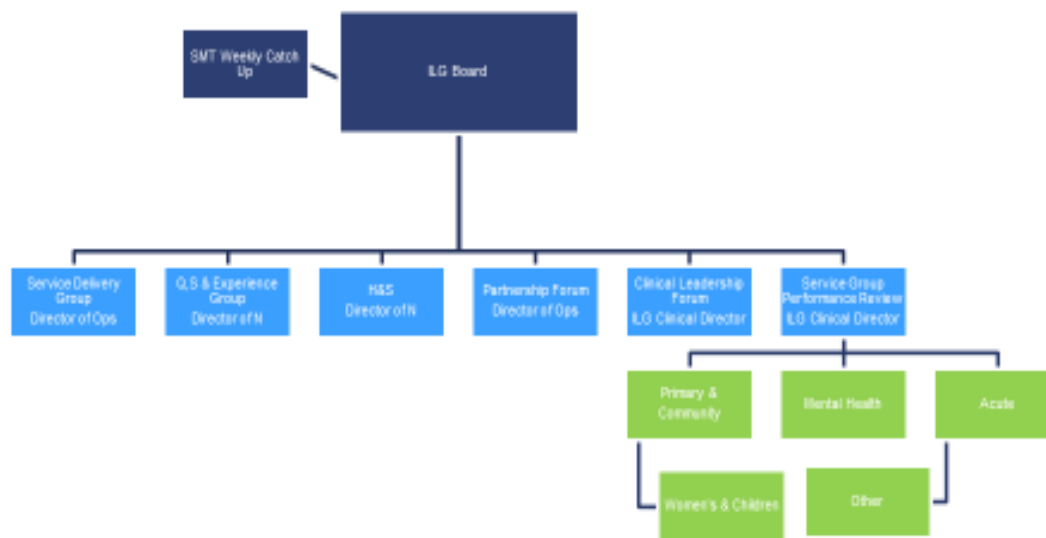 SMT Weekly Catch
Up
ILG Board
Service Delivery
Group
Director of Ops
Q,S & Experience
Group
Director of N
H&S
Director of N
Partnership Forum
Director of Ops
Clinical Leadership
Forum
ILG Clinical Director
Service Group
Performance Review
ILG Clinical Director
Primary &
Community
Mental Health
Acute
Women's & Children
Other